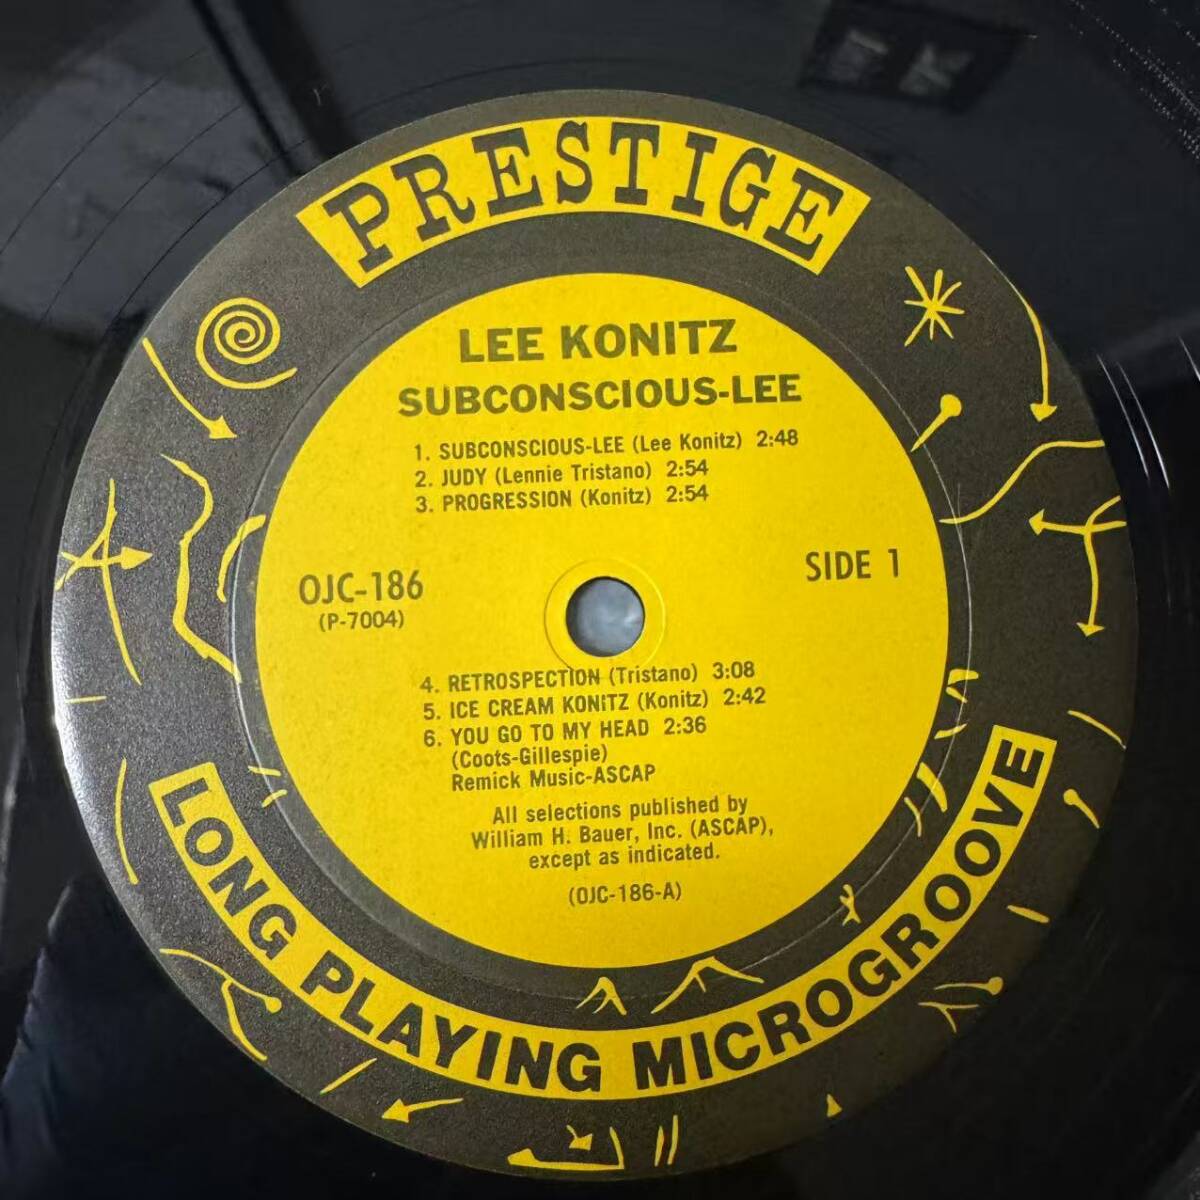 PRESTIGE
LEE KONITZ
SUBCONSCIOUS-LEE
1. SUBCONSCIOUS-LEE (Lee Konitz) 2:48
2. JUDY (Lennie Tristano) 2:54
3. PROGRESSION (Konitz) 2:54
OJC-186
(P-7004)
SIDE 1
4. RETROSPECTION (Tristano) 3:08
5. ICE CREAM KONITZ (Konitz) 2:42
6. YOU GO TO MY HEAD 2:36
(Coots-Gillespie)
Remick Music-ASCAP
All selections published by
William H. Bauer, Inc. (ASCAP),
except as indicated.
(OJC-186-A)
LONG PLAYING MICROGROOVE